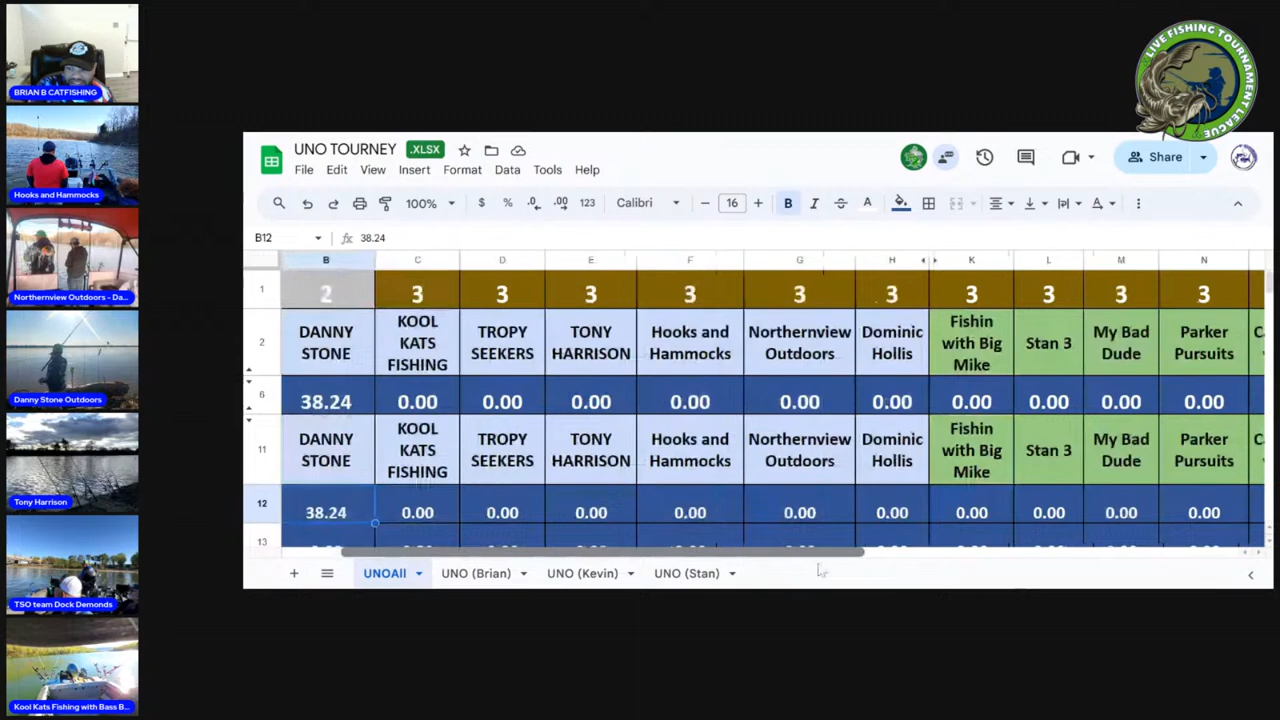 BRIAN B CATFISHING
Hooks and Hammocks
Northernview Outdoors - Da...
Danny Stone Outdoors
Tony Harrison
TSO team Dock Demonds
Kool Kats Fishing with Bass B...
LIVE FISHING TOURNAMENT LEAGUE
UNO TOURNEY .XLSX
File Edit View Insert Format Data Tools Help
Share
100% $ % .0 .00 123 Calibri - 16 + B I S A
B12 fx 38.24
B C D E F G H K L M N
1 2 3 3 3 3 3 3 3 3 3 3
2 DANNY STONE KOOL KATS FISHING TROPY SEEKERS TONY HARRISON Hooks and Hammocks Northernview Outdoors Dominic Hollis Fishin with Big Mike Stan 3 My Bad Dude Parker Pursuits
6 38.24 0.00 0.00 0.00 0.00 0.00 0.00 0.00 0.00 0.00 0.00
11 DANNY STONE KOOL KATS FISHING TROPY SEEKERS TONY HARRISON Hooks and Hammocks Northernview Outdoors Dominic Hollis Fishin with Big Mike Stan 3 My Bad Dude Parker Pursuits
12 38.24 0.00 0.00 0.00 0.00 0.00 0.00 0.00 0.00 0.00 0.00
13
UNOAll UNO (Brian) UNO (Kevin) UNO (Stan)